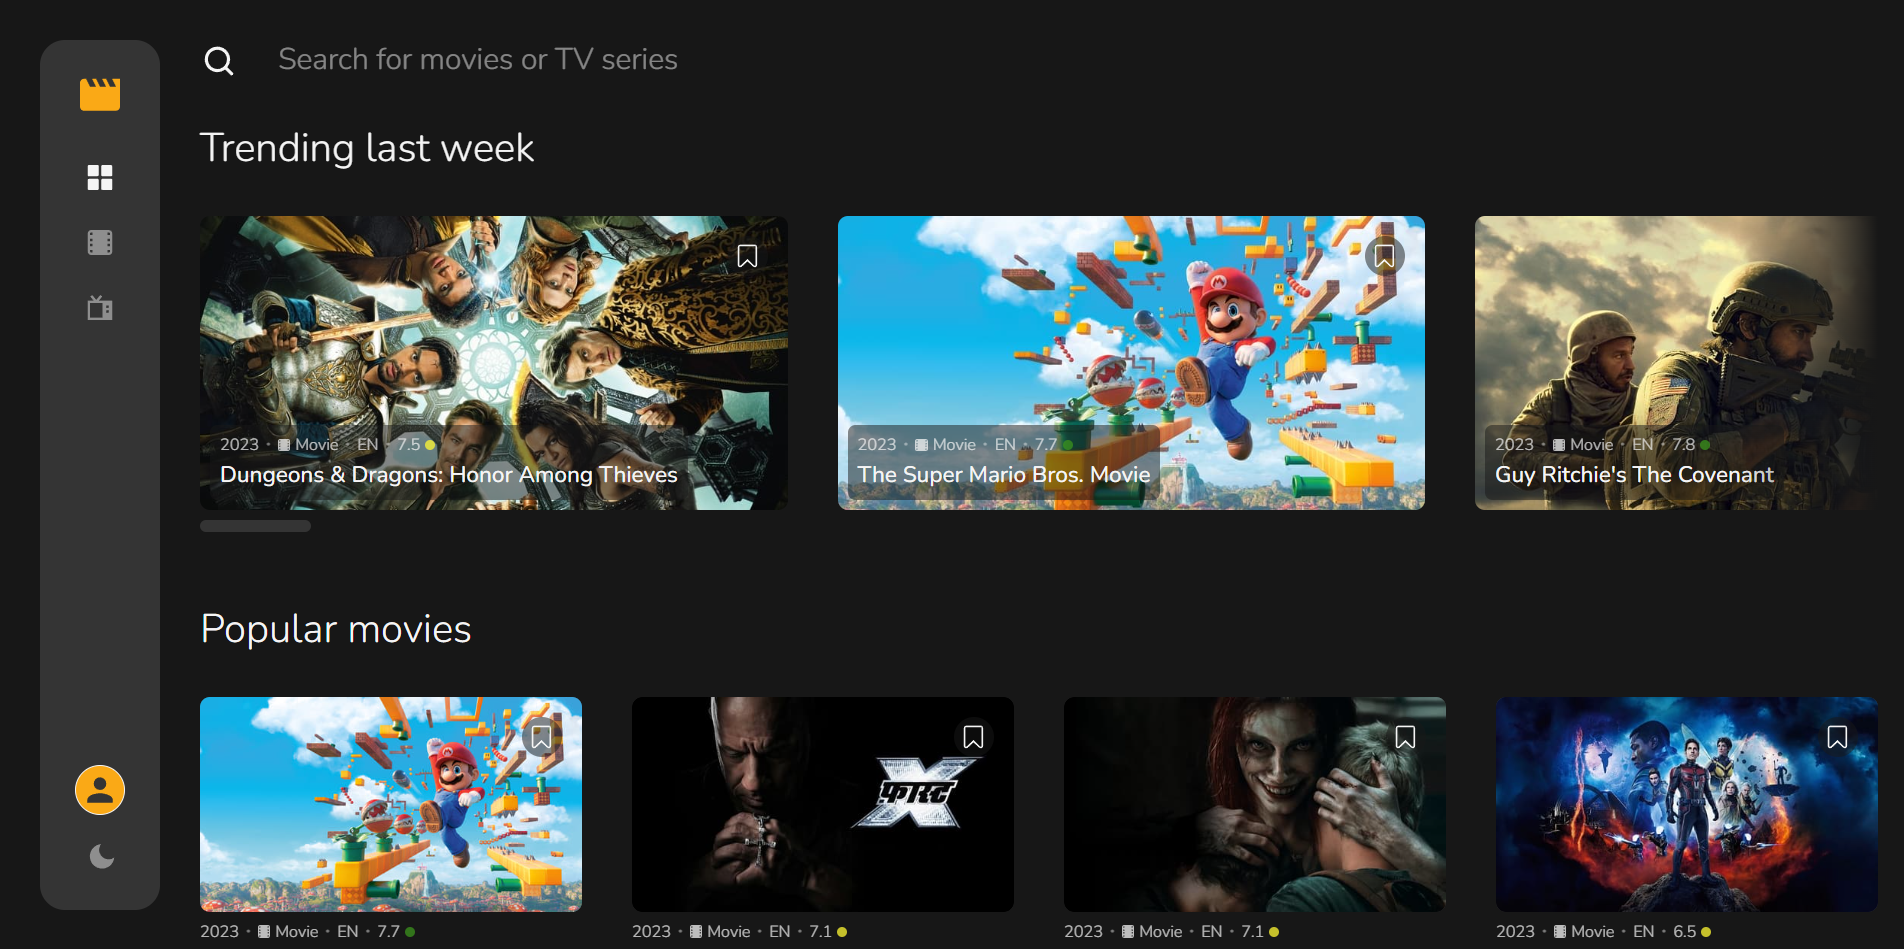 Search for movies or TV series
Trending last week
2023 · Movie · EN · 7.5
Dungeons & Dragons: Honor Among Thieves
2023 · Movie · EN · 7.7
The Super Mario Bros. Movie
2023 · Movie · EN · 7.8
Guy Ritchie's The Covenant
Popular movies
फास्ट X
2023 · Movie · EN · 7.7
2023 · Movie · EN · 7.1
2023 · Movie · EN · 7.1
2023 · Movie · EN · 6.5